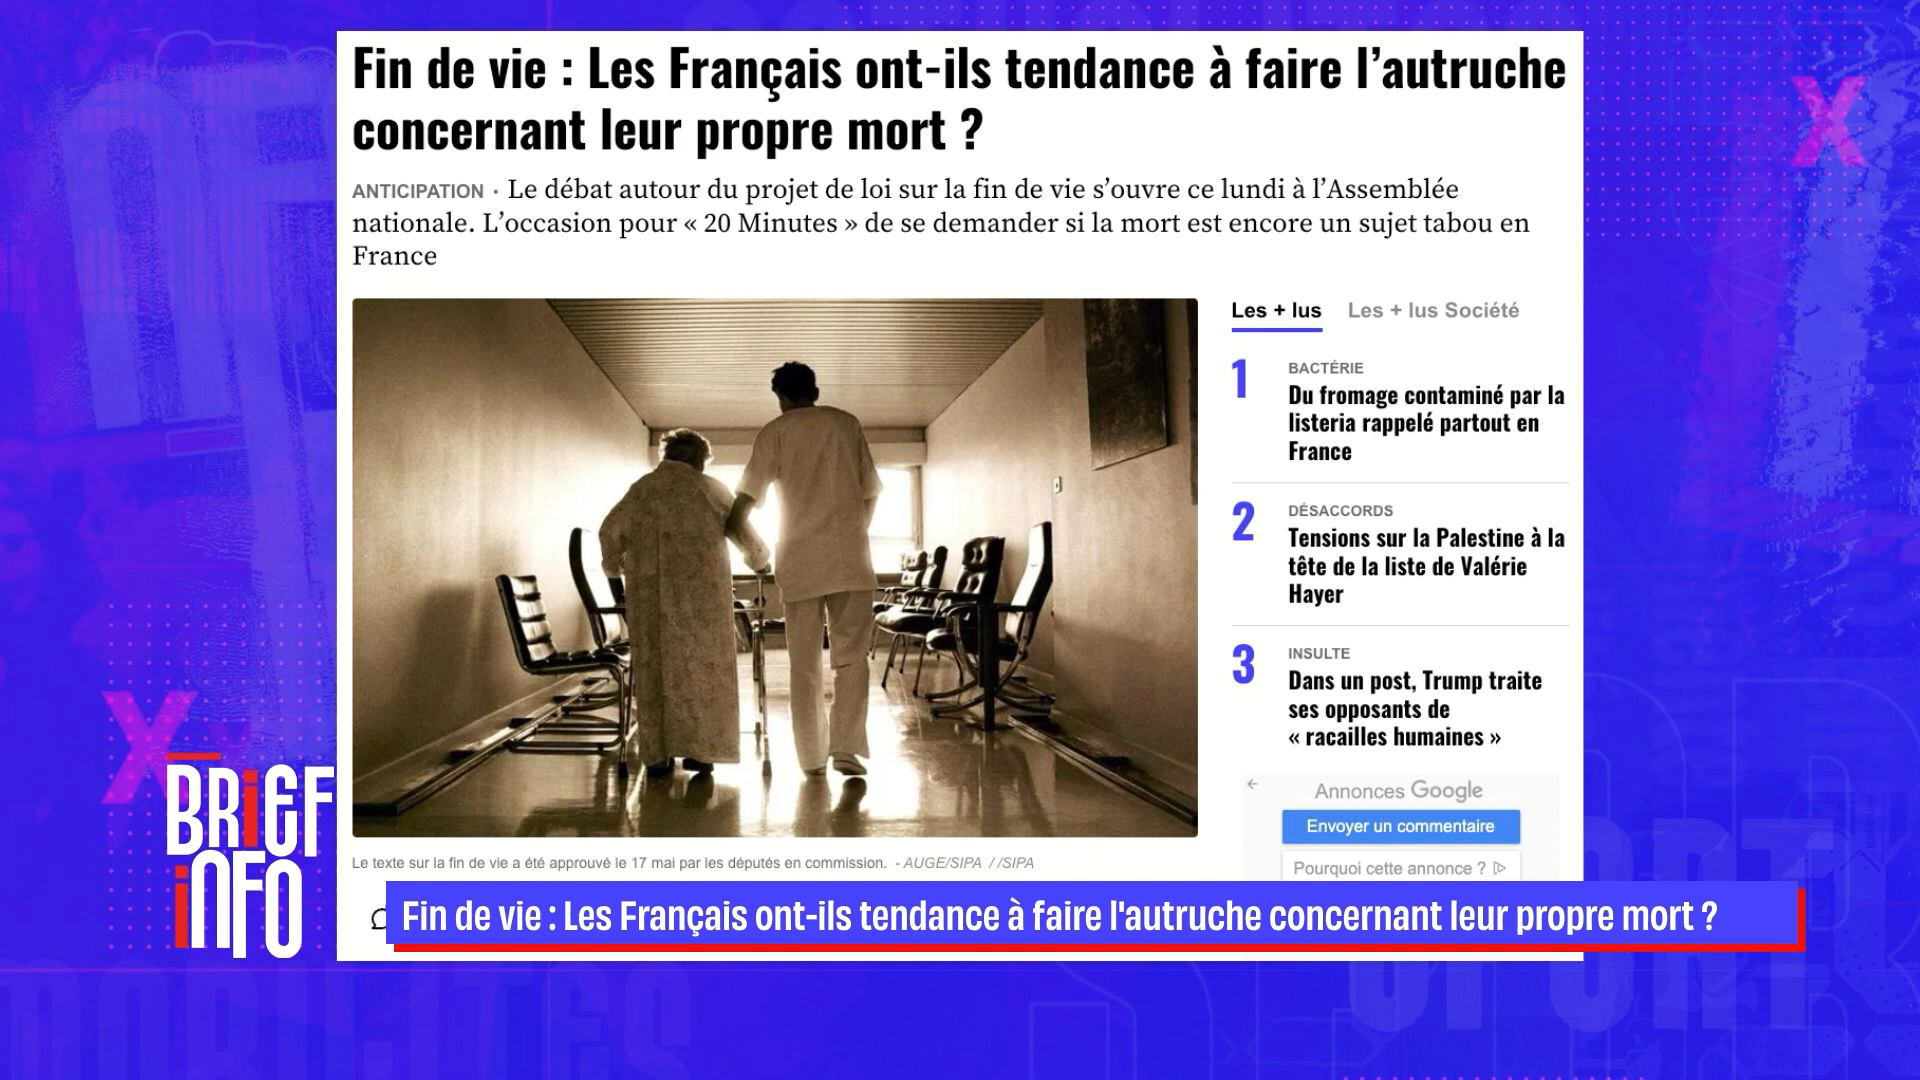 Fin de vie : Les Français ont-ils tendance à faire l’autruche
concernant leur propre mort ?
ANTICIPATION · Le débat autour du projet de loi sur la fin de vie s’ouvre ce lundi à l’Assemblée
nationale. L’occasion pour « 20 Minutes » de se demander si la mort est encore un sujet tabou en
France
Les + lus Les + lus Société
1 BACTÉRIE
Du fromage contaminé par la
listeria rappelé partout en
France
2 DÉSACCORDS
Tensions sur la Palestine à la
tête de la liste de Valérie
Hayer
3 INSULTE
Dans un post, Trump traite
ses opposants de
« racailles humaines »
Annonces Google
Envoyer un commentaire
Pourquoi cette annonce ?
Le texte sur la fin de vie a été approuvé le 17 mai par les députés en commission. - AUGE/SIPA / /SIPA
BRiEF
iNFO
Fin de vie : Les Français ont-ils tendance à faire l'autruche concernant leur propre mort ?
X
X
MOBILITÉS
SPORT